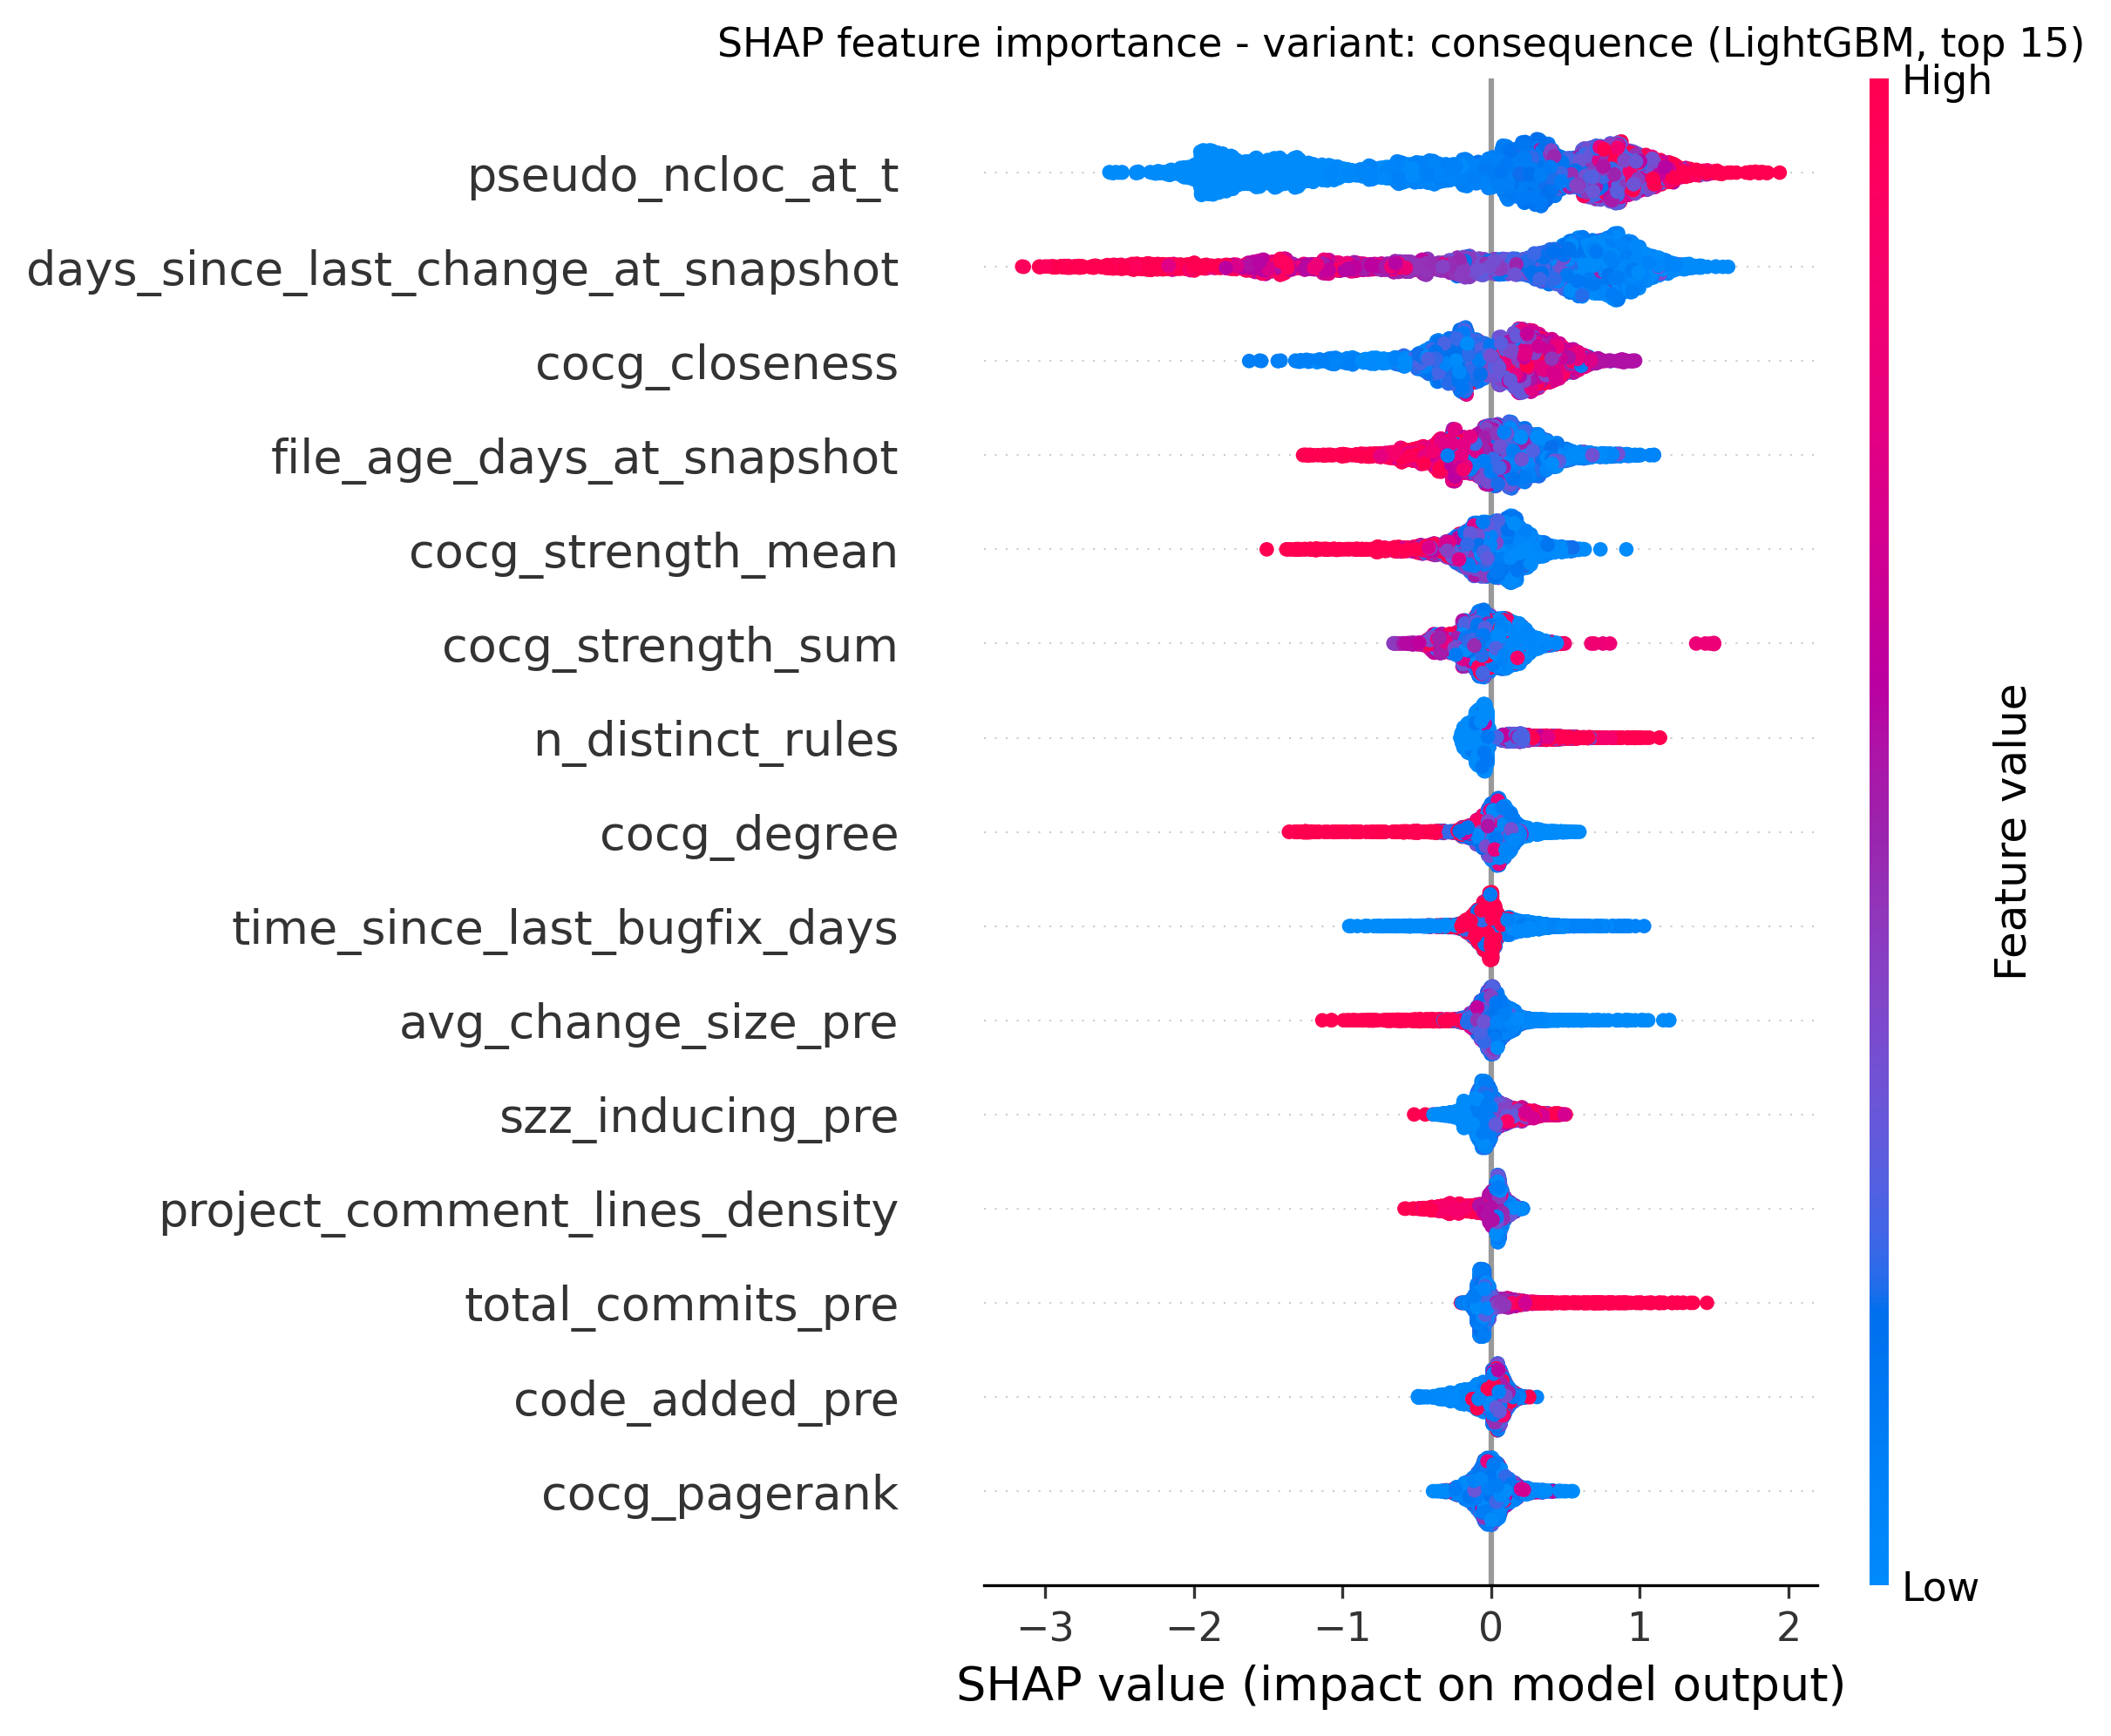 SHAP feature importance - variant: consequence (LightGBM, top 15)
High
pseudo_ncloc_at_t
days_since_last_change_at_snapshot
cocg_closeness
file_age_days_at_snapshot
cocg_strength_mean
cocg_strength_sum
n_distinct_rules
cocg_degree
time_since_last_bugfix_days
avg_change_size_pre
szz_inducing_pre
project_comment_lines_density
total_commits_pre
code_added_pre
cocg_pagerank
Feature value
Low
−3 −2 −1 0 1 2
SHAP value (impact on model output)